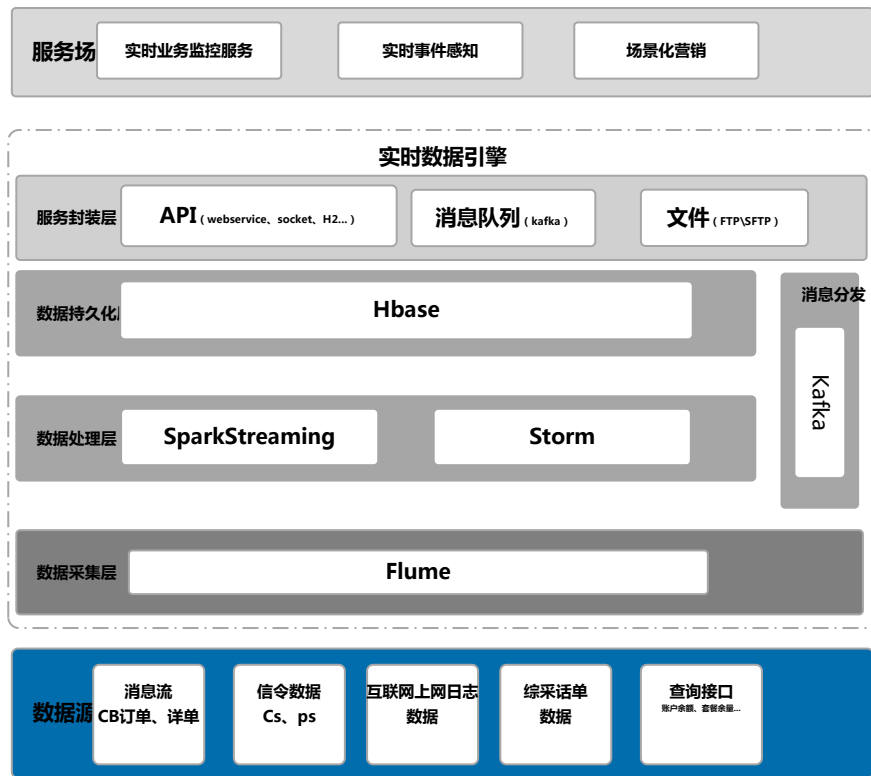 服务场
实时业务监控服务
实时事件感知
场景化营销
实时数据引擎
服务封装层
API（webservice、socket、H2...）
消息队列（kafka）
文件（FTP\SFTP）
数据持久化
Hbase
消息分发
Kafka
数据处理层
SparkStreaming
Storm
数据采集层
Flume
数据源
消息流
CB订单、详单
信令数据
Cs、ps
互联网上网日志
数据
综采话单
数据
查询接口
账户余额、套餐余量...